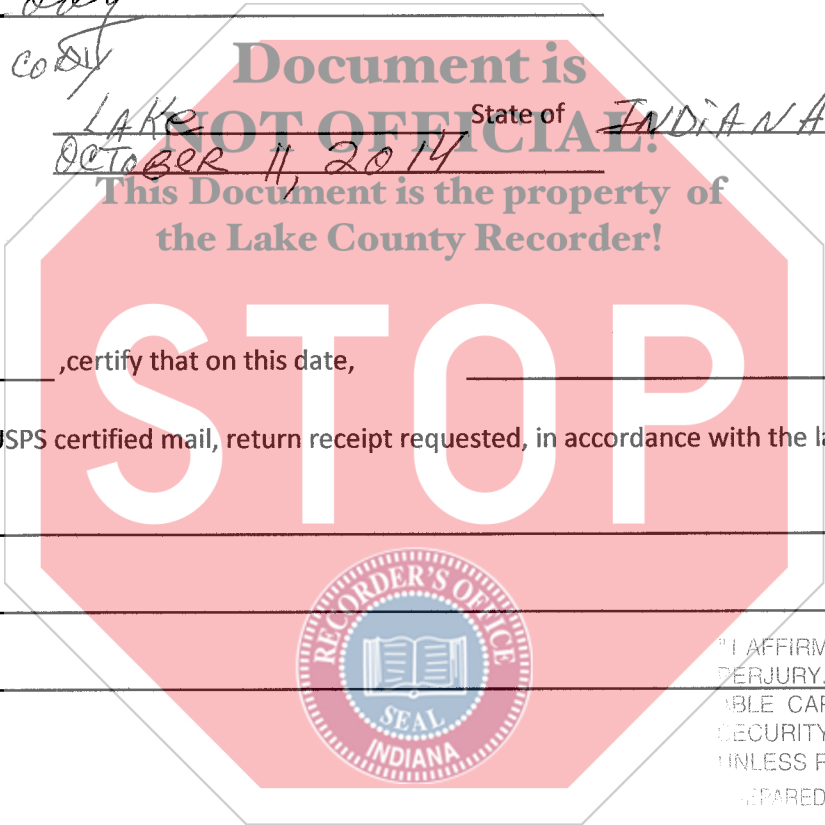 Cody
Document is
LAKE State of INDIANA
NOT OFFICIAL!
OCTOBER 11, 2014
This Document is the property of
the Lake County Recorder!
STOP
,certify that on this date,
USPS certified mail, return receipt requested, in accordance with the la
RECORDER'S OFFICE
SEAL
INDIANA
"I AFFIRM
PERJURY,
ABLE CAR
SECURITY
UNLESS P
PREPARED